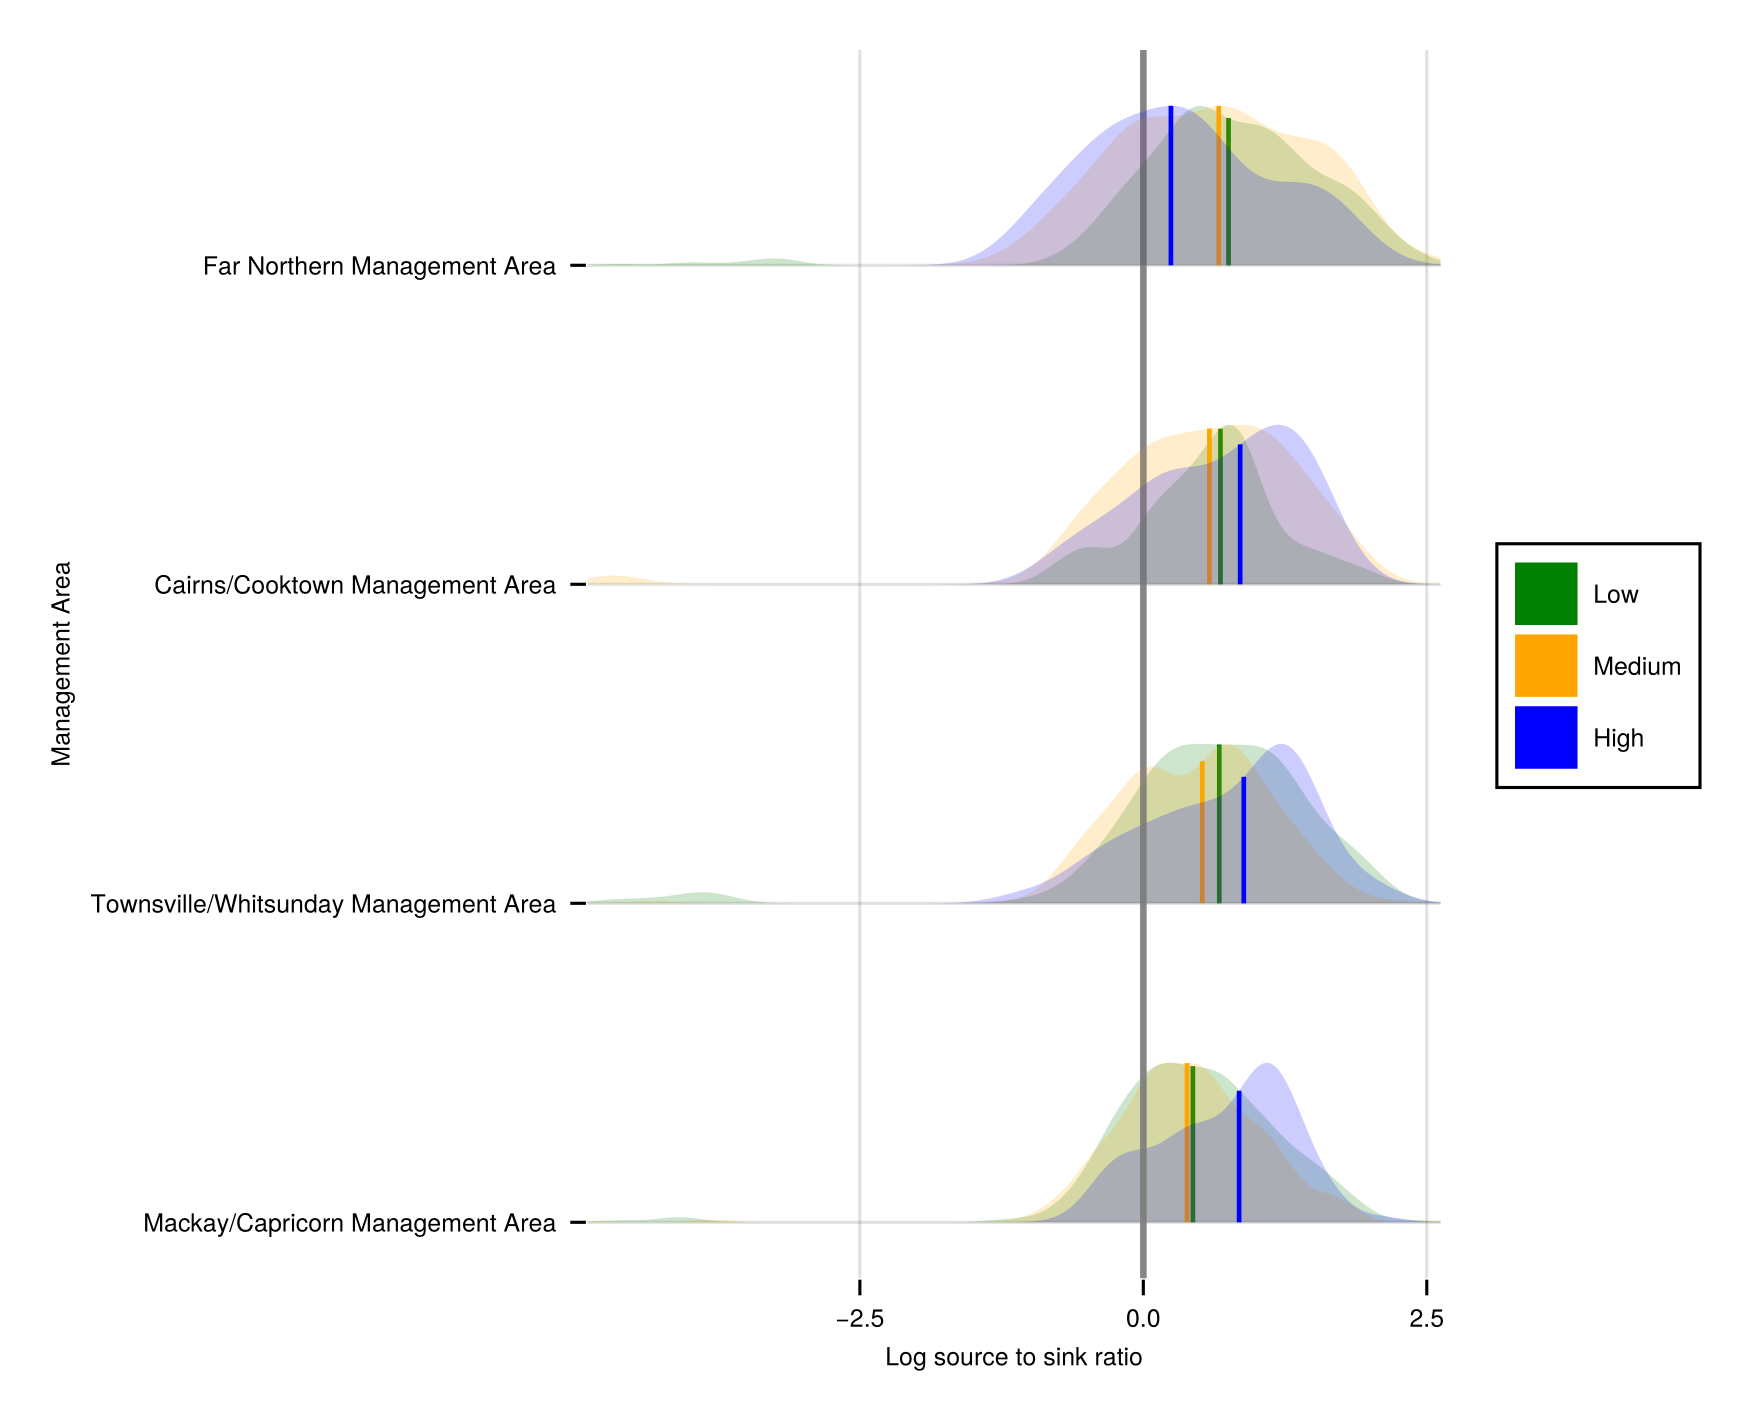 Far Northern Management Area
Cairns/Cooktown Management Area
Townsville/Whitsunday Management Area
Mackay/Capricorn Management Area
Management Area
−2.5
0.0
2.5
Log source to sink ratio
Low
Medium
High